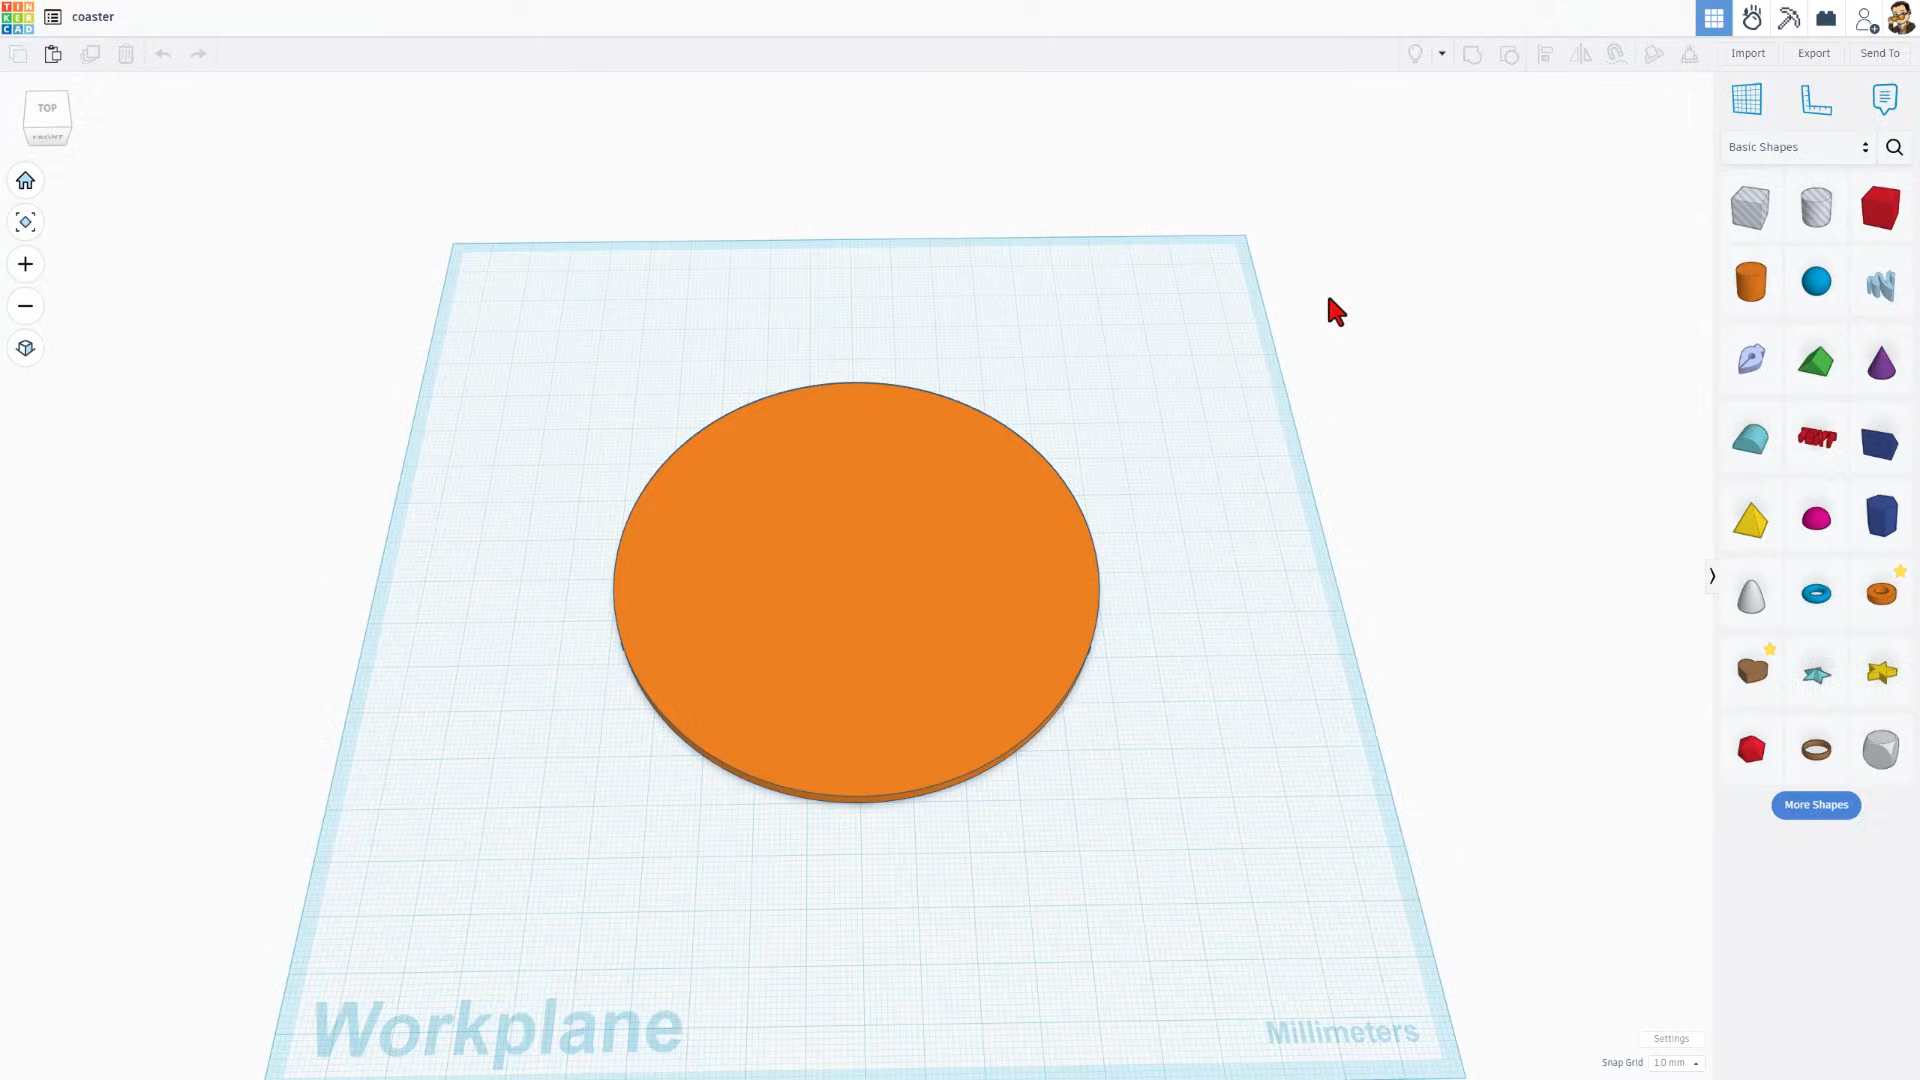 TIN
KER
CAD
coaster
Import
Export
Send To
TOP
FRONT
Basic Shapes
TEXT
More Shapes
Workplane
Millimeters
Settings
Snap Grid 1.0 mm